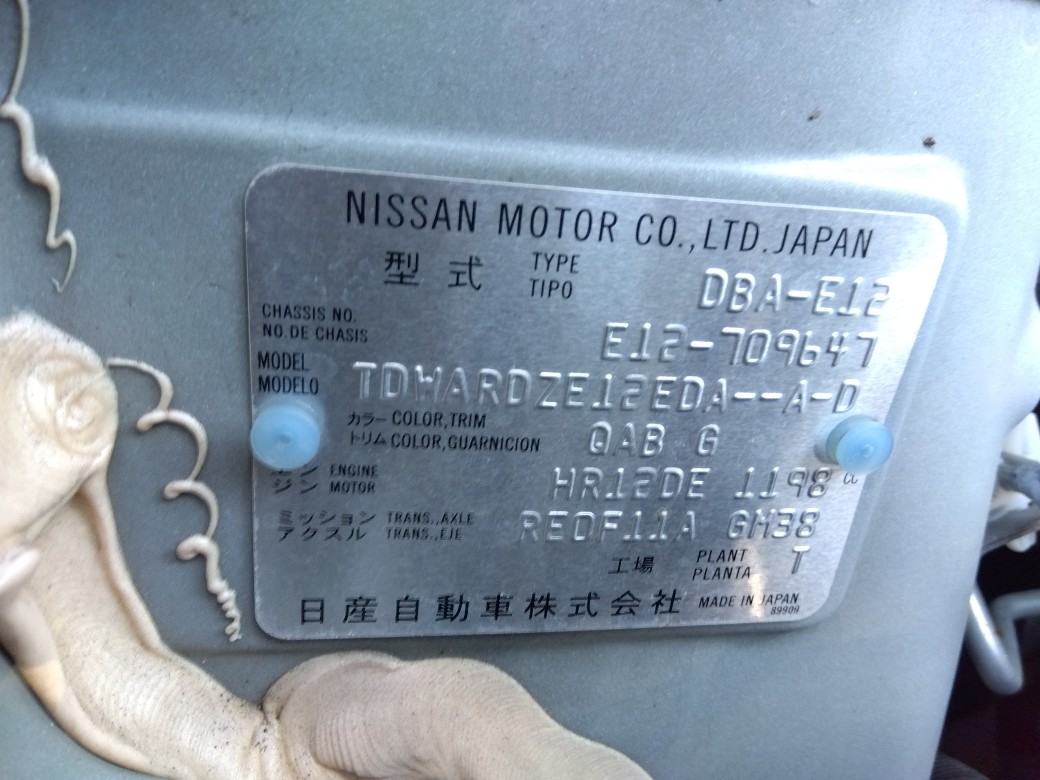 NISSAN MOTOR CO.,LTD.JAPAN
型式 TYPE TIPO DBA-E12
CHASSIS NO. NO.DE CHASIS E12-709647
MODEL MODELO TDWARDZE12EDA--A-D
カラー COLOR,TRIM
トリム COLOR,GUARNICION QAB G
エンジン ENGINE MOTOR HR12DE 1198 cc
ミッション TRANS.,AXLE
アクスル TRANS.,EJE RE0F11A GH38
工場 PLANT PLANTA T
日産自動車株式会社 MADE IN JAPAN
89909